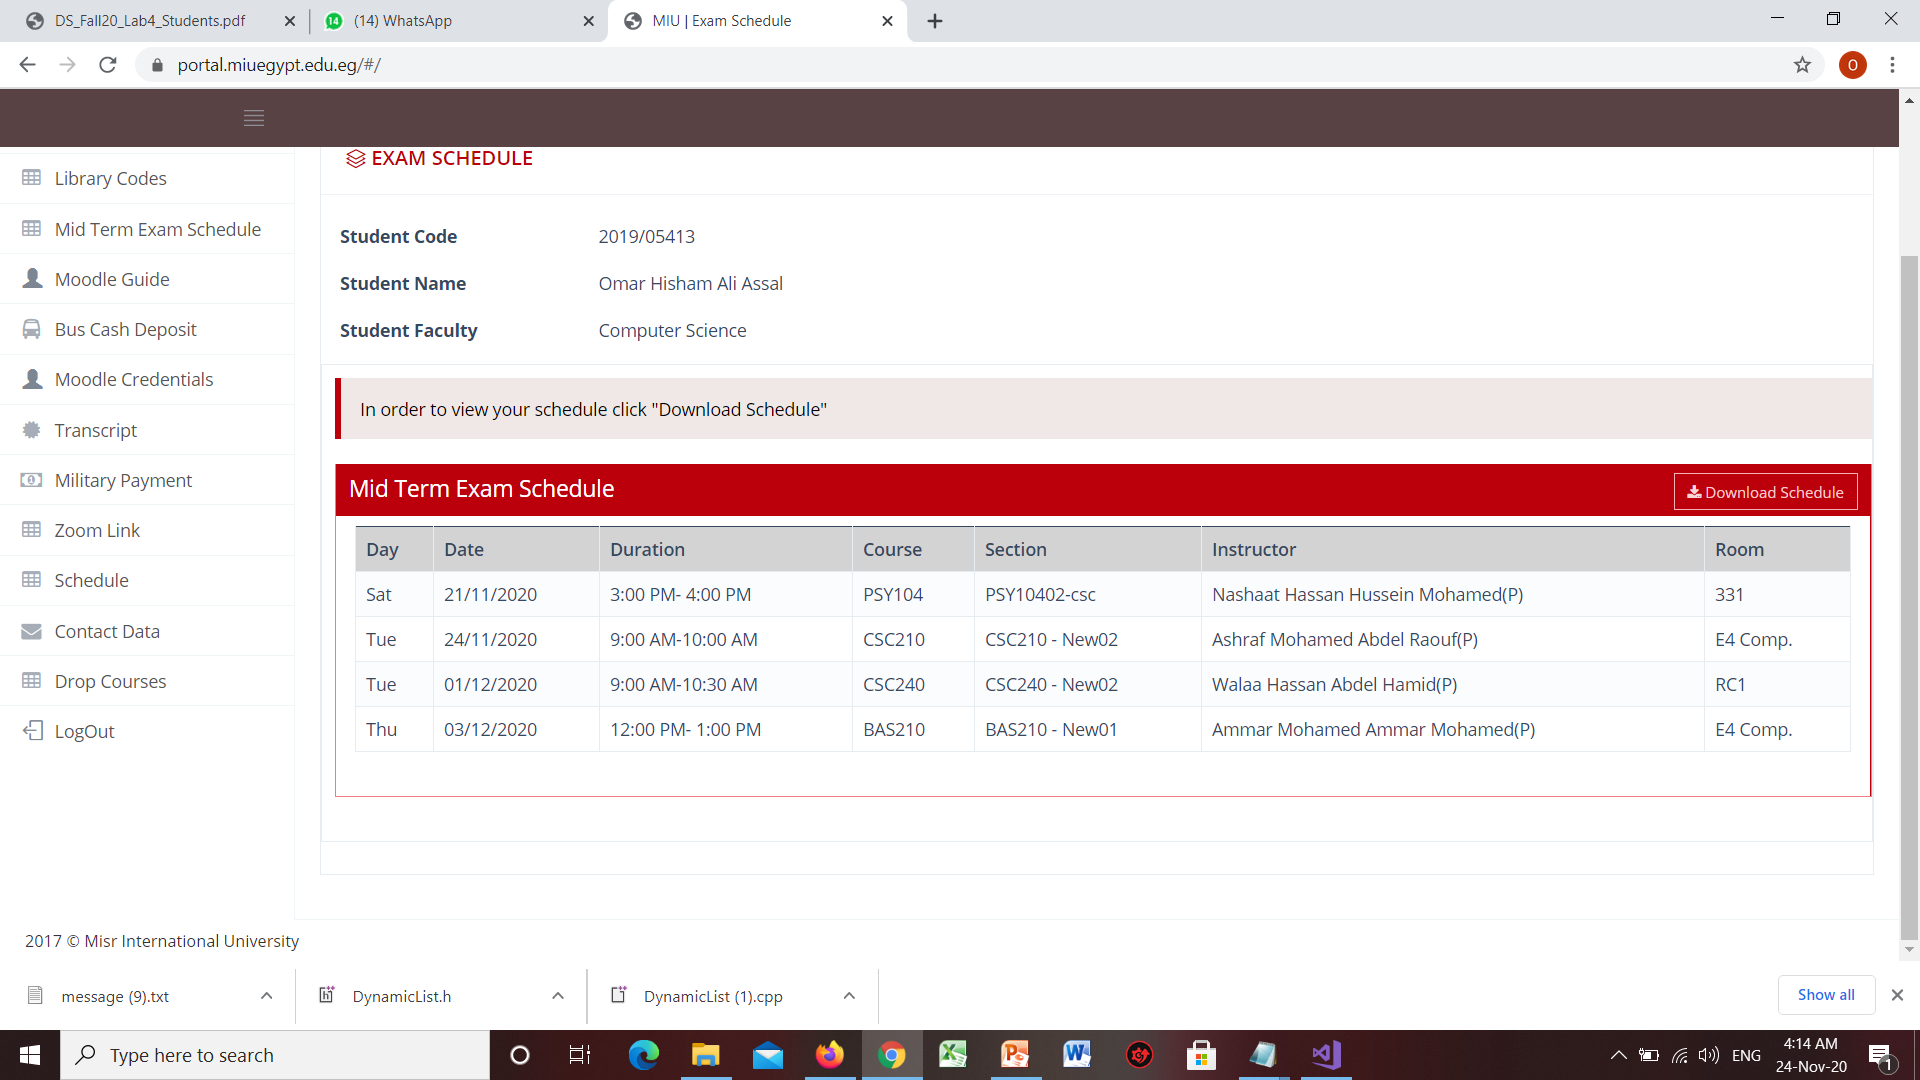 DS_Fall20_Lab4_Students.pdf
14
(14) WhatsApp
MIU | Exam Schedule
portal.miuegypt.edu.eg/#/
O
EXAM SCHEDULE
Library Codes
Mid Term Exam Schedule
Moodle Guide
Bus Cash Deposit
Moodle Credentials
Transcript
Military Payment
Zoom Link
Schedule
Contact Data
Drop Courses
LogOut
Student Code 2019/05413
Student Name Omar Hisham Ali Assal
Student Faculty Computer Science
In order to view your schedule click "Download Schedule"
Mid Term Exam Schedule Download Schedule
Day Date Duration Course Section Instructor Room
Sat 21/11/2020 3:00 PM- 4:00 PM PSY104 PSY10402-csc Nashaat Hassan Hussein Mohamed(P) 331
Tue 24/11/2020 9:00 AM-10:00 AM CSC210 CSC210 - New02 Ashraf Mohamed Abdel Raouf(P) E4 Comp.
Tue 01/12/2020 9:00 AM-10:30 AM CSC240 CSC240 - New02 Walaa Hassan Abdel Hamid(P) RC1
Thu 03/12/2020 12:00 PM- 1:00 PM BAS210 BAS210 - New01 Ammar Mohamed Ammar Mohamed(P) E4 Comp.
2017 © Misr International University
message (9).txt DynamicList.h DynamicList (1).cpp Show all
Type here to search
ENG
4:14 AM
24-Nov-20
1